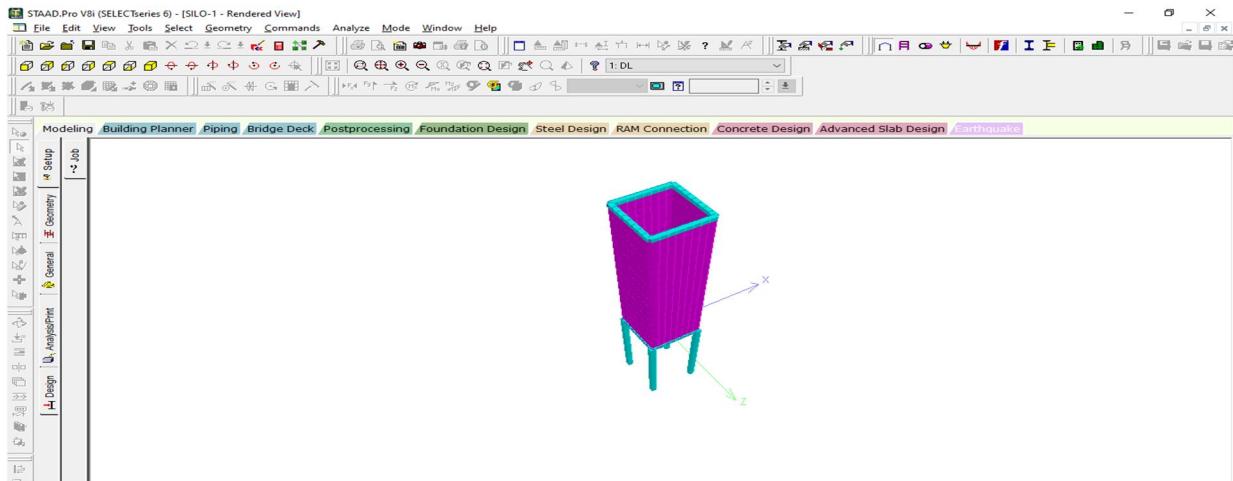 STAAD.Pro V8i (SELECTseries 6) - [SILO-1 - Rendered View]
File Edit View Tools Select Geometry Commands Analyze Mode Window Help
1: DL
Modeling Building Planner Piping Bridge Deck Postprocessing Foundation Design Steel Design RAM Connection Concrete Design Advanced Slab Design Earthquake
Setup
Job
Geometry
General
Analysis/Print
Design
X
Z